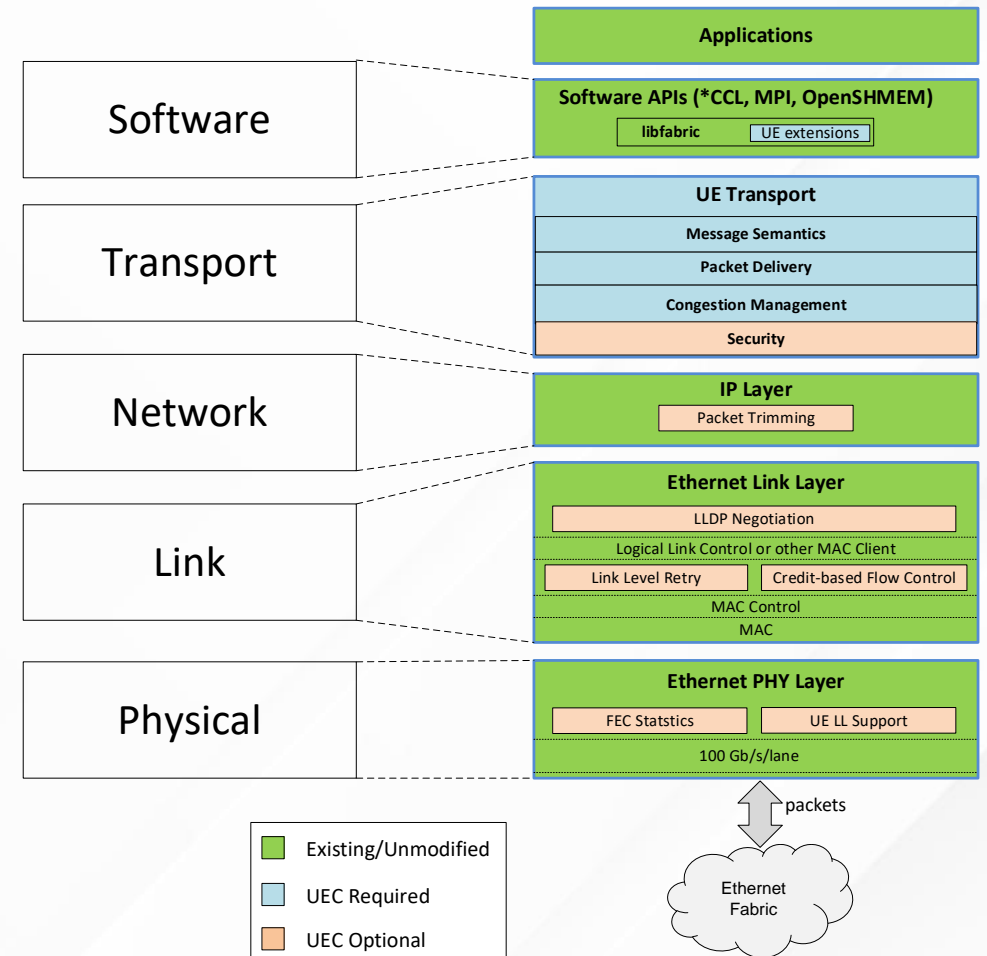 Applications
Software
Software APIs (*CCL, MPI, OpenSHMEM)
libfabric
UE extensions
Transport
UE Transport
Message Semantics
Packet Delivery
Congestion Management
Security
Network
IP Layer
Packet Trimming
Link
Ethernet Link Layer
LLDP Negotiation
Logical Link Control or other MAC Client
Link Level Retry
Credit-based Flow Control
MAC Control
MAC
Physical
Ethernet PHY Layer
FEC Statstics
UE LL Support
100 Gb/s/lane
packets
Ethernet
Fabric
Existing/Unmodified
UEC Required
UEC Optional